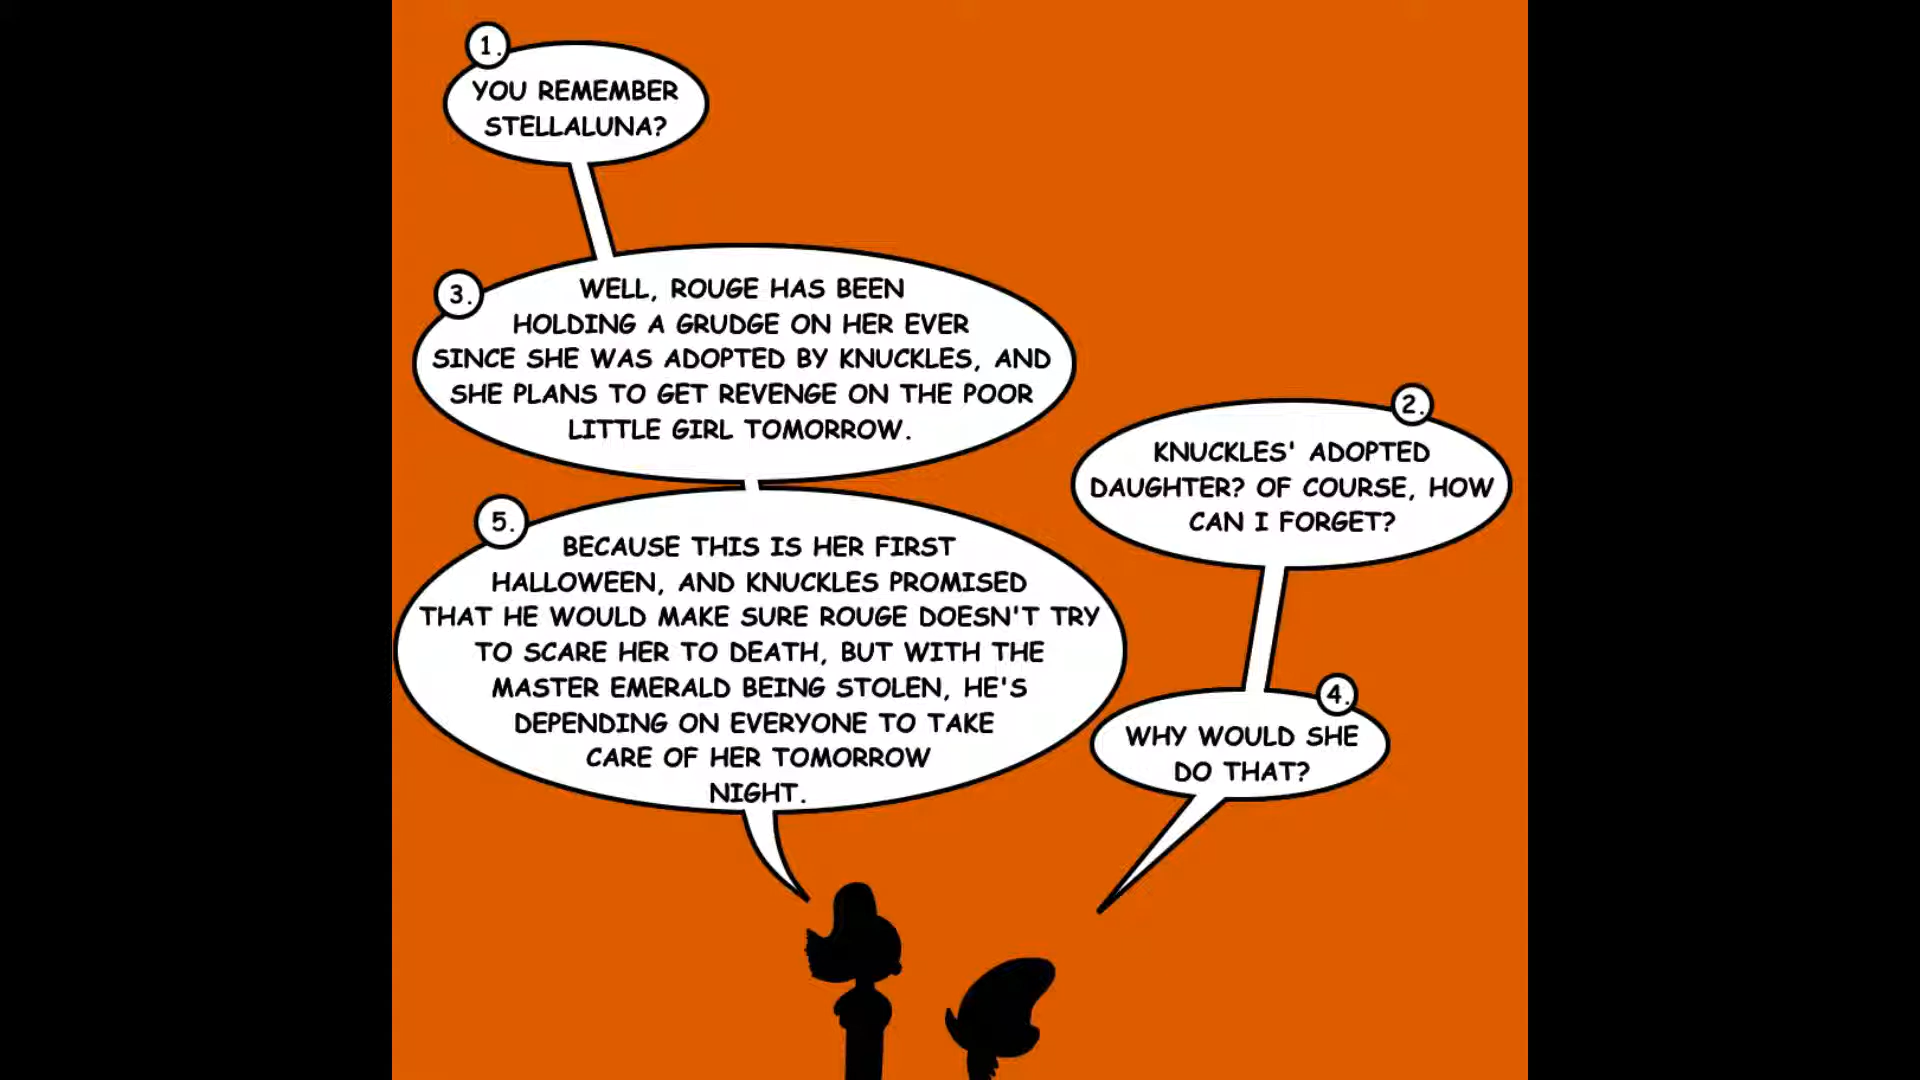 1.
YOU REMEMBER
STELLALUNA?
2.
KNUCKLES' ADOPTED
DAUGHTER? OF COURSE, HOW
CAN I FORGET?
3.
WELL, ROUGE HAS BEEN
HOLDING A GRUDGE ON HER EVER
SINCE SHE WAS ADOPTED BY KNUCKLES, AND
SHE PLANS TO GET REVENGE ON THE POOR
LITTLE GIRL TOMORROW.
4.
WHY WOULD SHE
DO THAT?
5.
BECAUSE THIS IS HER FIRST
HALLOWEEN, AND KNUCKLES PROMISED
THAT HE WOULD MAKE SURE ROUGE DOESN'T TRY
TO SCARE HER TO DEATH, BUT WITH THE
MASTER EMERALD BEING STOLEN, HE'S
DEPENDING ON EVERYONE TO TAKE
CARE OF HER TOMORROW
NIGHT.